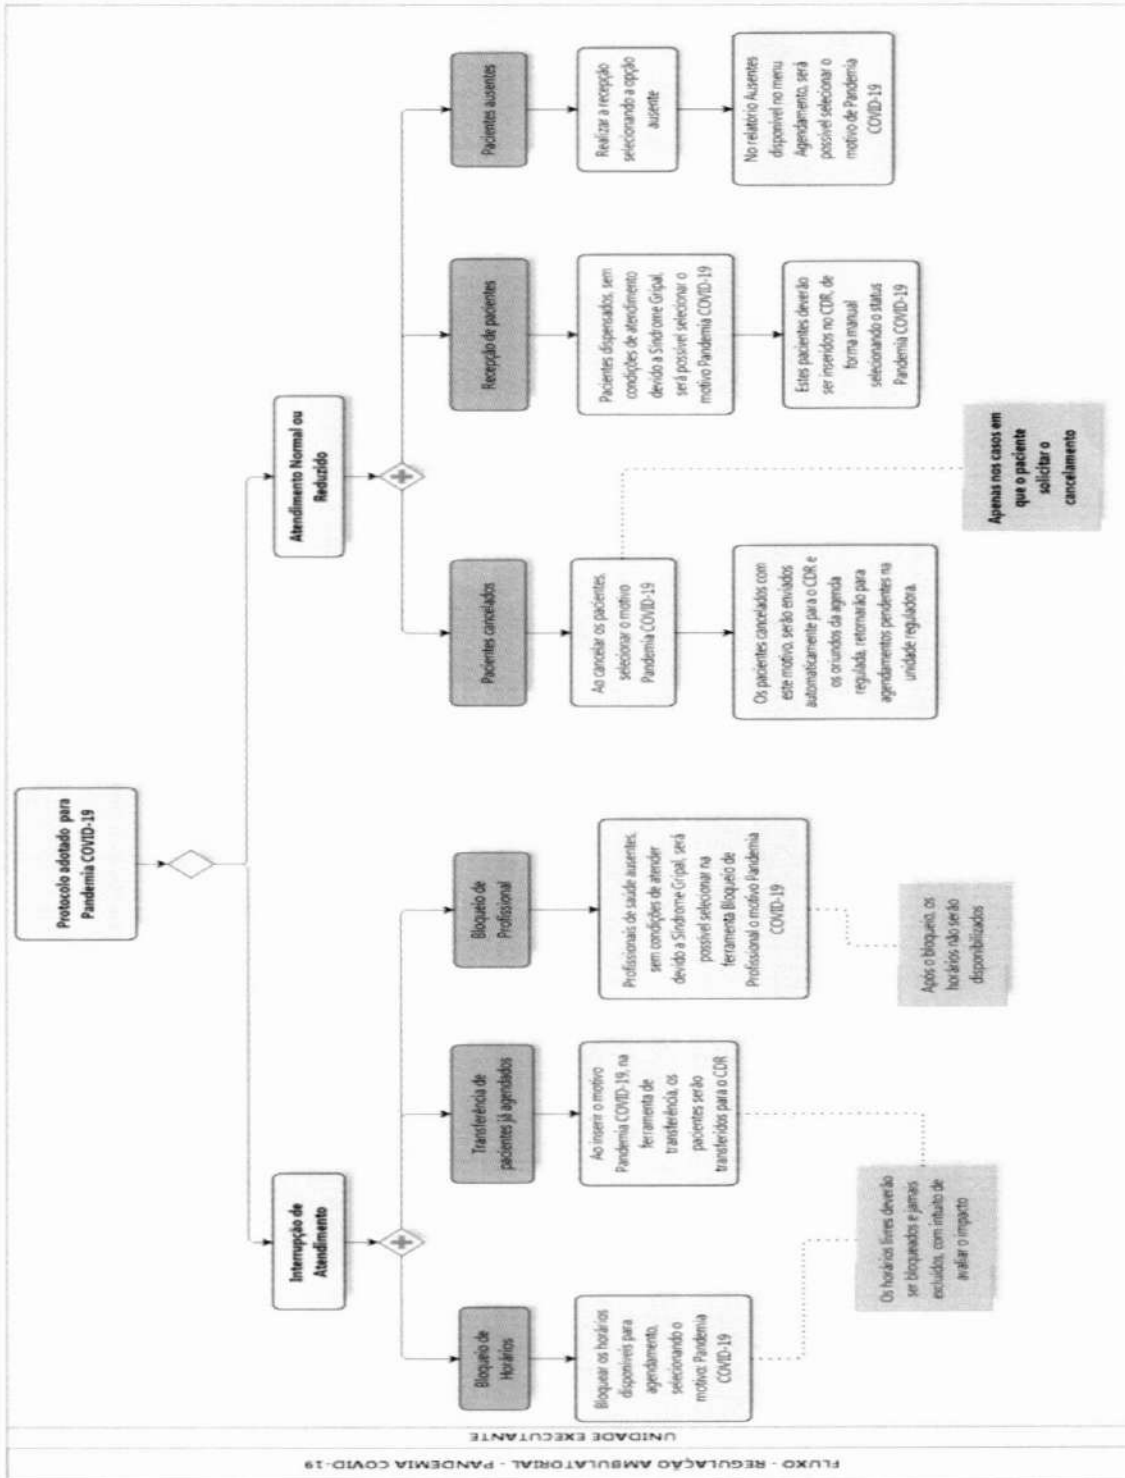 FLUXO - REGULAÇÃO AMBULATORIAL - PANDEMIA COVID-19
UNIDADE EXECUTANTE
Protocolo adotado para
Pandemia COVID-19
Interrupção de
Atendimento
Bloqueio de
Horários
Bloquear os horários
disponíveis para
agendamento,
selecionando o
motivo: Pandemia
COVID-19
Transferência de
pacientes já agendados
Ao inserir o motivo
Pandemia COVID-19, na
ferramenta de
transferência, os
pacientes serão
transferidos para o CDR
Os horários livres deverão
ser bloqueados e jamais
excluídos, com intuito de
avaliar o impacto
Bloqueio de
Profissional
Profissionais de saúde ausentes,
sem condições de atender
devido a Síndrome Gripal, será
possível selecionar na
ferramenta Bloqueio de
Profissional o motivo Pandemia
COVID-19
Após o bloqueio, os
horários não serão
disponibilizados
Atendimento Normal ou
Reduzido
Pacientes cancelados
Ao cancelar os pacientes,
selecionar o motivo
Pandemia COVID-19
Os pacientes cancelados com
este motivo, serão enviados
automaticamente para o CDR e
os oriundos da agenda
regulada, retornarão para
agendamentos pendentes na
unidade reguladora.
Apenas nos casos em
que o paciente
solicitar o
cancelamento
Recepção de pacientes
Pacientes dispensados, sem
condições de atendimento
devido a Síndrome Gripal,
será possível selecionar o
motivo Pandemia COVID-19
Estes pacientes deverão
ser inseridos no CDR, de
forma manual
selecionando o status
Pandemia COVID-19
Pacientes ausentes
Realizar a recepção
selecionando a opção
ausente
No relatório Ausentes
disponível no menu
Agendamento, será
possível selecionar o
motivo de Pandemia
COVID-19